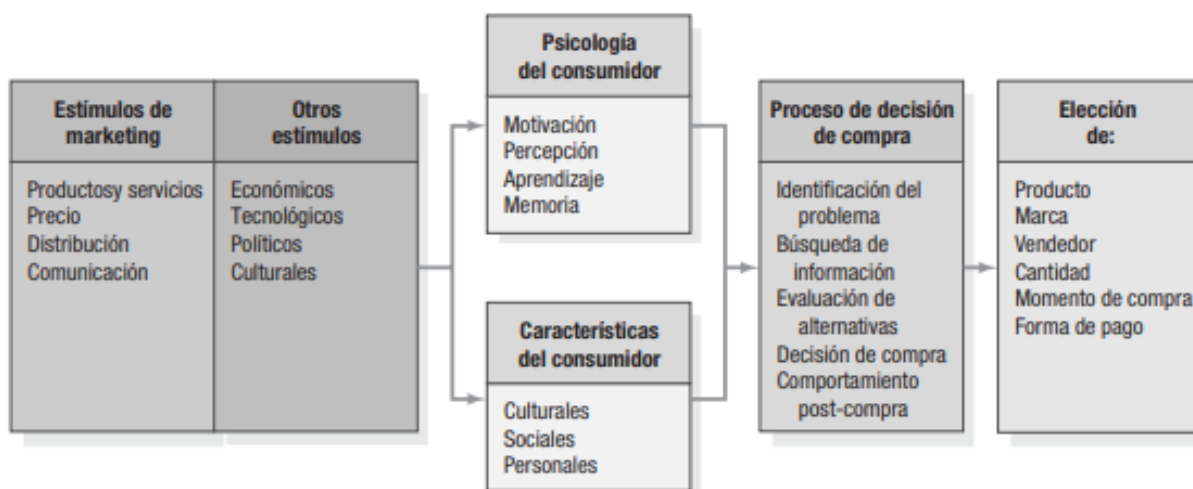 Estímulos de
marketing
Productosy servicios
Precio
Distribución
Comunicación
Otros
estímulos
Económicos
Tecnológicos
Políticos
Culturales
Psicología
del consumidor
Motivación
Percepción
Aprendizaje
Memoria
Características
del consumidor
Culturales
Sociales
Personales
Proceso de decisión
de compra
Identificación del
problema
Búsqueda de
información
Evaluación de
alternativas
Decisión de compra
Comportamiento
post-compra
Elección
de:
Producto
Marca
Vendedor
Cantidad
Momento de compra
Forma de pago